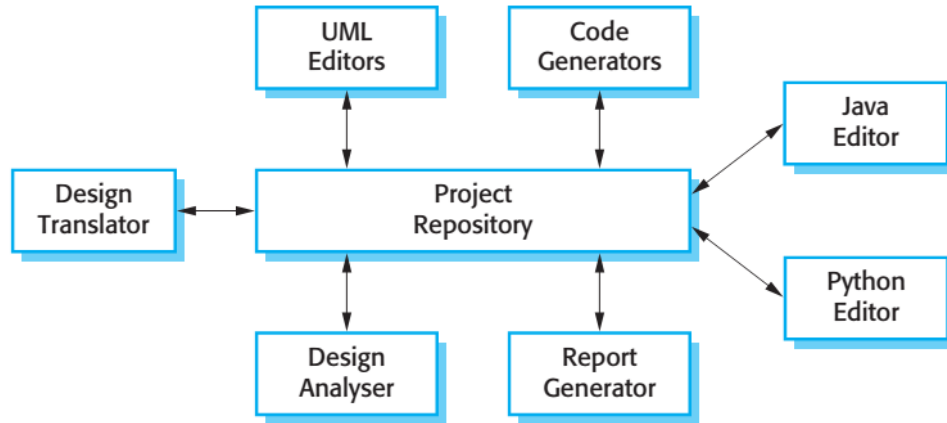 UML
Editors
Code
Generators
Java
Editor
Design
Translator
Project
Repository
Python
Editor
Design
Analyser
Report
Generator